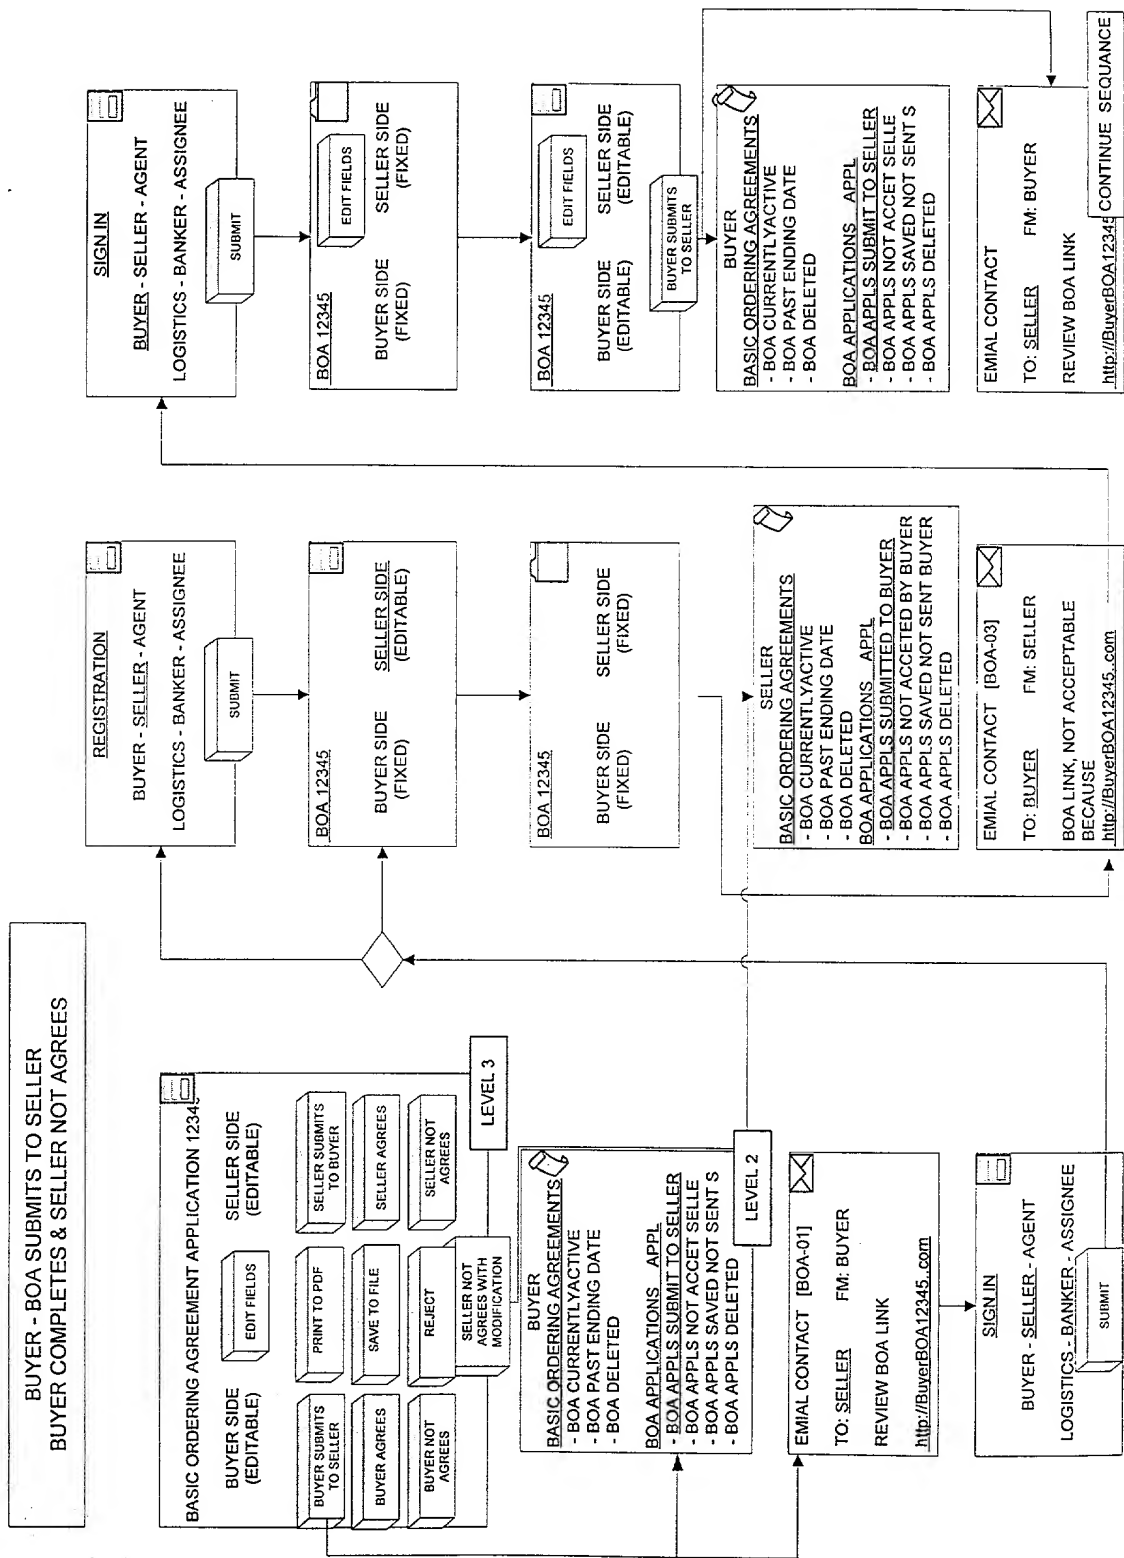 BUYER - BOA SUBMITS TO SELLER
BUYER COMPLETES & SELLER NOT AGREES
BASIC ORDERING AGREEMENT APPLICATION 12345
BUYER SIDE
(EDITABLE)
EDIT FIELDS
SELLER SIDE
(EDITABLE)
BUYER SUBMITS
TO SELLER
PRINT TO PDF
SELLER SUBMITS
TO BUYER
BUYER AGREES
SAVE TO FILE
SELLER AGREES
BUYER NOT
AGREES
REJECT
SELLER NOT
AGREES
SELLER NOT
AGREES WITH
MODIFICATION
LEVEL 3
BUYER
BASIC ORDERING AGREEMENTS
- BOA CURRENTLYACTIVE
- BOA PAST ENDING DATE
- BOA DELETED
BOA APPLICATIONS APPL
- BOA APPLS SUBMIT TO SELLER
- BOA APPLS NOT ACCET SELLE
- BOA APPLS SAVED NOT SENT S
- BOA APPLS DELETED
LEVEL 2
EMIAL CONTACT [BOA-01]
TO: SELLER FM: BUYER
REVIEW BOA LINK
http://BuyerBOA12345. com
SIGN IN
BUYER - SELLER - AGENT
LOGISTICS - BANKER - ASSIGNEE
SUBMIT
REGISTRATION
BUYER - SELLER - AGENT
LOGISTICS - BANKER - ASSIGNEE
SUBMIT
BOA 12345
BUYER SIDE
(FIXED)
SELLER SIDE
(EDITABLE)
BOA 12345
BUYER SIDE
(FIXED)
SELLER SIDE
(FIXED)
SELLER
BASIC ORDERING AGREEMENTS
- BOA CURRENTLYACTIVE
- BOA PAST ENDING DATE
- BOA DELETED
BOA APPLICATIONS APPL
- BOA APPLS SUBMITTED TO BUYER
- BOA APPLS NOT ACCETED BY BUYER
- BOA APPLS SAVED NOT SENT BUYER
- BOA APPLS DELETED
EMIAL CONTACT [BOA-03]
TO: BUYER FM: SELLER
BOA LINK, NOT ACCEPTABLE
BECAUSE
http://BuyerBOA12345. com
SIGN IN
BUYER - SELLER - AGENT
LOGISTICS - BANKER - ASSIGNEE
SUBMIT
BOA 12345
EDIT FIELDS
BUYER SIDE
(FIXED)
SELLER SIDE
(FIXED)
BOA 12345
EDIT FIELDS
BUYER SIDE
(EDITABLE)
SELLER SIDE
(EDITABLE)
BUYER SUBMITS
TO SELLER
BUYER
BASIC ORDERING AGREEMENTS
- BOA CURRENTLYACTIVE
- BOA PAST ENDING DATE
- BOA DELETED
BOA APPLICATIONS APPL
- BOA APPLS SUBMIT TO SELLER
- BOA APPLS NOT ACCET SELLE
- BOA APPLS SAVED NOT SENT S
- BOA APPLS DELETED
EMIAL CONTACT
TO: SELLER FM: BUYER
REVIEW BOA LINK
http://BuyerBOA12345
CONTINUE SEQUANCE